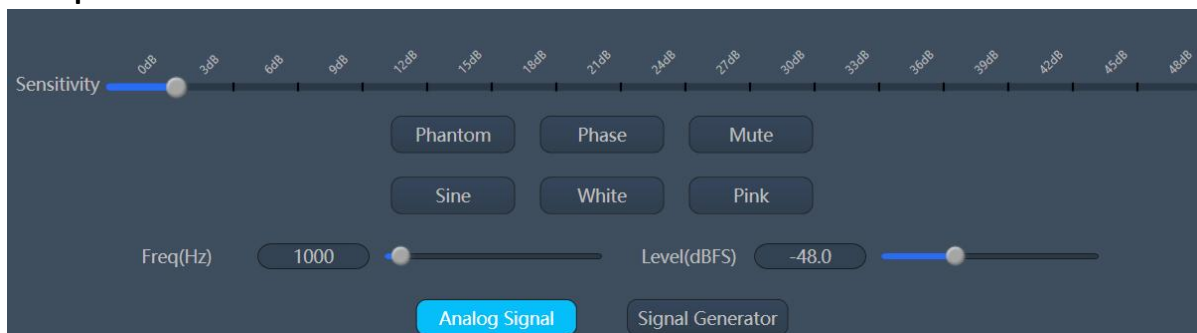 0dB 3dB 6dB 9dB 12dB 15dB 18dB 21dB 24dB 27dB 30dB 33dB 36dB 39dB 42dB 45dB 48dB
Sensitivity
Phantom Phase Mute
Sine White Pink
Freq(Hz) 1000 Level(dBFS) -48.0
Analog Signal Signal Generator